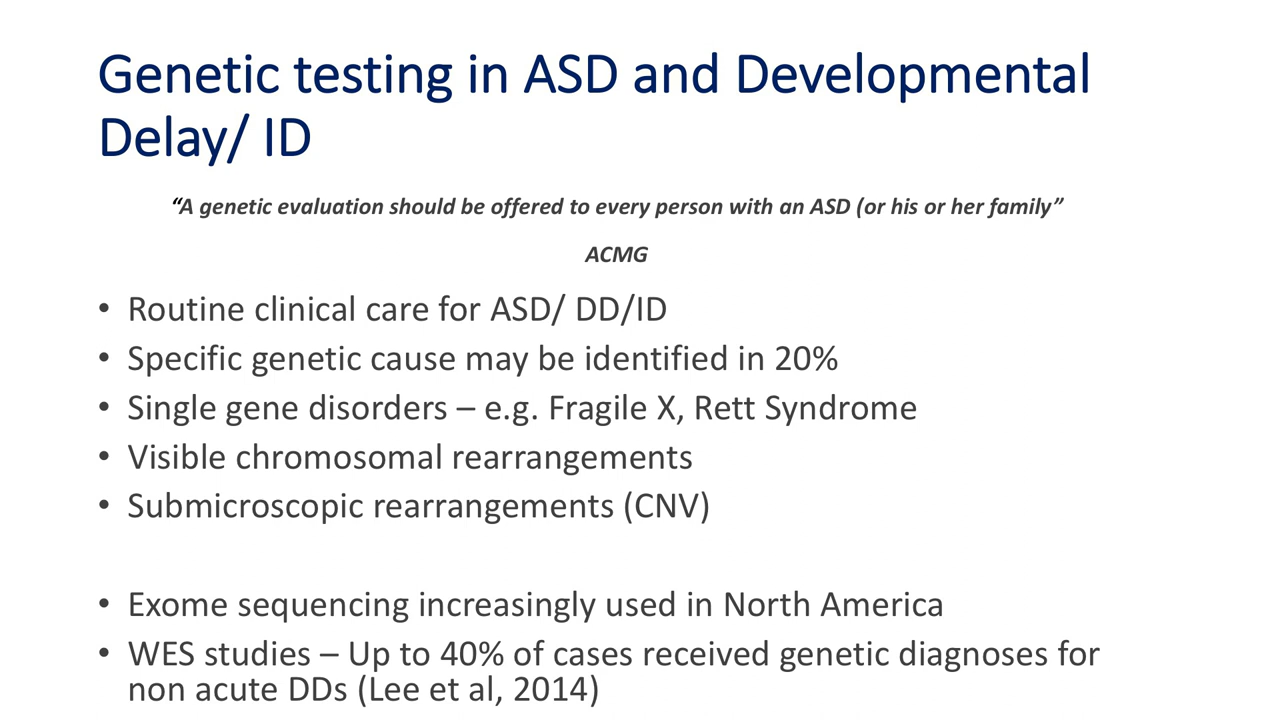 Genetic testing in ASD and Developmental
Delay/ ID
“A genetic evaluation should be offered to every person with an ASD (or his or her family”
ACMG
• Routine clinical care for ASD/ DD/ID
• Specific genetic cause may be identified in 20%
• Single gene disorders – e.g. Fragile X, Rett Syndrome
• Visible chromosomal rearrangements
• Submicroscopic rearrangements (CNV)
• Exome sequencing increasingly used in North America
• WES studies – Up to 40% of cases received genetic diagnoses for
non acute DDs (Lee et al, 2014)